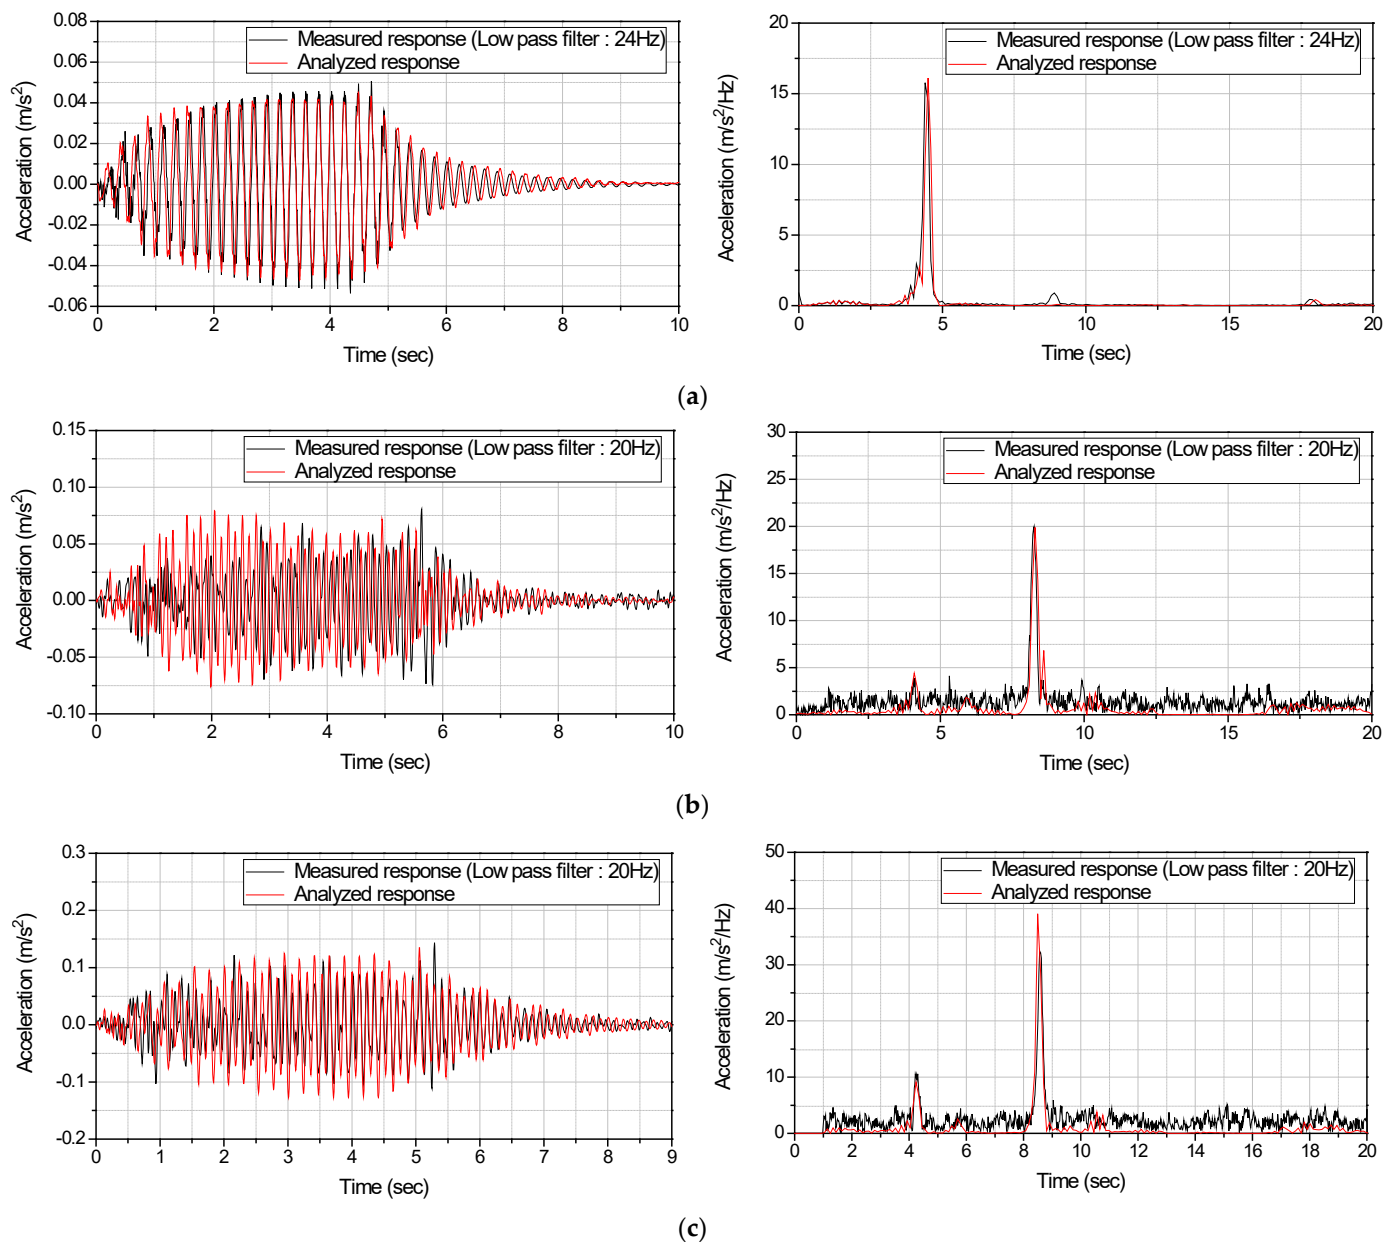 0.08
0.06
0.04
0.02
0.00
-0.02
-0.04
-0.06
Acceleration (m/s²)
Measured response (Low pass filter : 24Hz)
Analyzed response
0 2 4 6 8 10
Time (sec)
20
15
10
5
0
Acceleration (m/s²/Hz)
Measured response (Low pass filter : 24Hz)
Analyzed response
0 5 10 15 20
Time (sec)
(a)
0.15
0.10
0.05
0.00
-0.05
-0.10
Acceleration (m/s²)
Measured response (Low pass filter : 20Hz)
Analyzed response
0 2 4 6 8 10
Time (sec)
30
25
20
15
10
5
0
Acceleration (m/s²/Hz)
Measured response (Low pass filter : 20Hz)
Analyzed response
0 5 10 15 20
Time (sec)
(b)
0.3
0.2
0.1
0.0
-0.1
-0.2
Acceleration (m/s²)
Measured response (Low pass filter : 20Hz)
Analyzed response
0 1 2 3 4 5 6 7 8 9
Time (sec)
50
40
30
20
10
0
Acceleration (m/s²/Hz)
Measured response (Low pass filter : 20Hz)
Analyzed response
0 2 4 6 8 10 12 14 16 18 20
Time (sec)
(c)